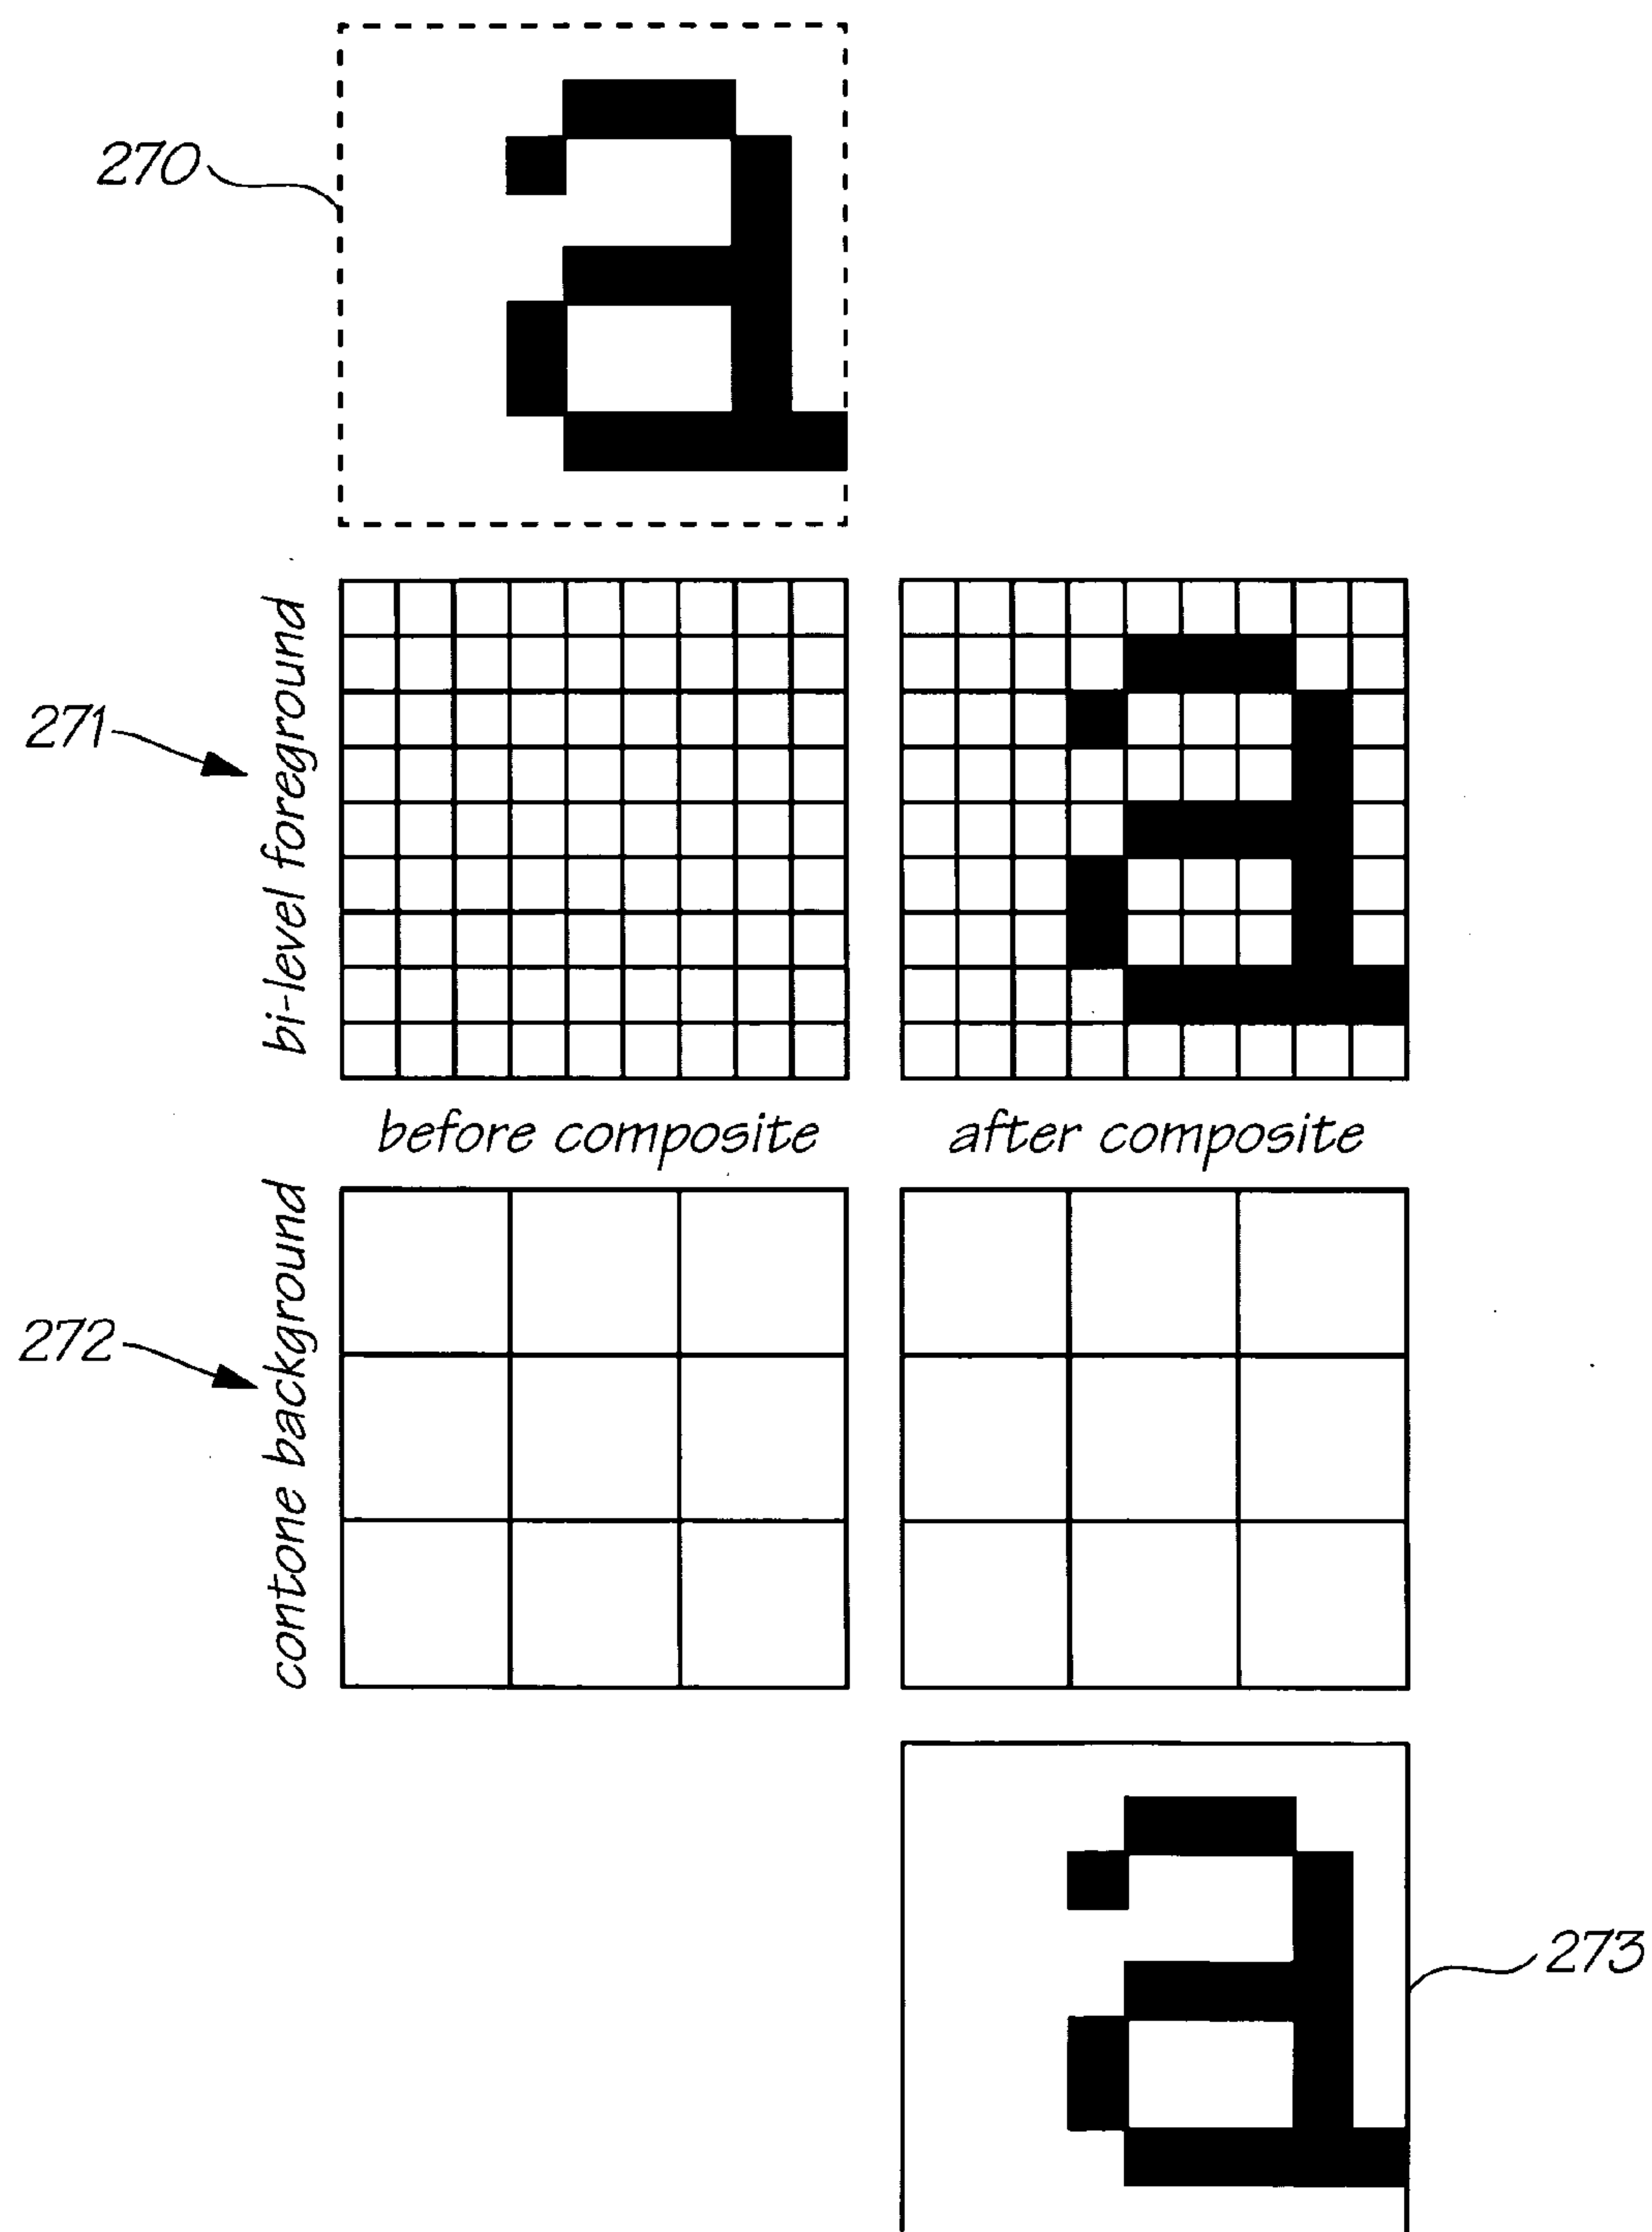 270
271
bi-level foreground
before composite
after composite
272
contone background
273